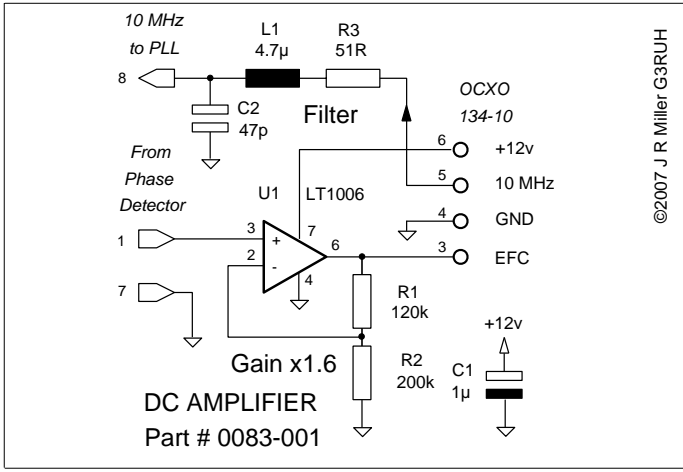 10 MHz
to PLL
8
L1
4.7µ
R3
51R
C2
47p
Filter
OCXO
134-10
6
+12v
5
10 MHz
4
GND
3
EFC
From
Phase
Detector
1
7
U1
LT1006
3
+
2
-
7
6
4
R1
120k
R2
200k
Gain x1.6
+12v
C1
1µ
DC AMPLIFIER
Part # 0083-001
©2007 J R Miller G3RUH